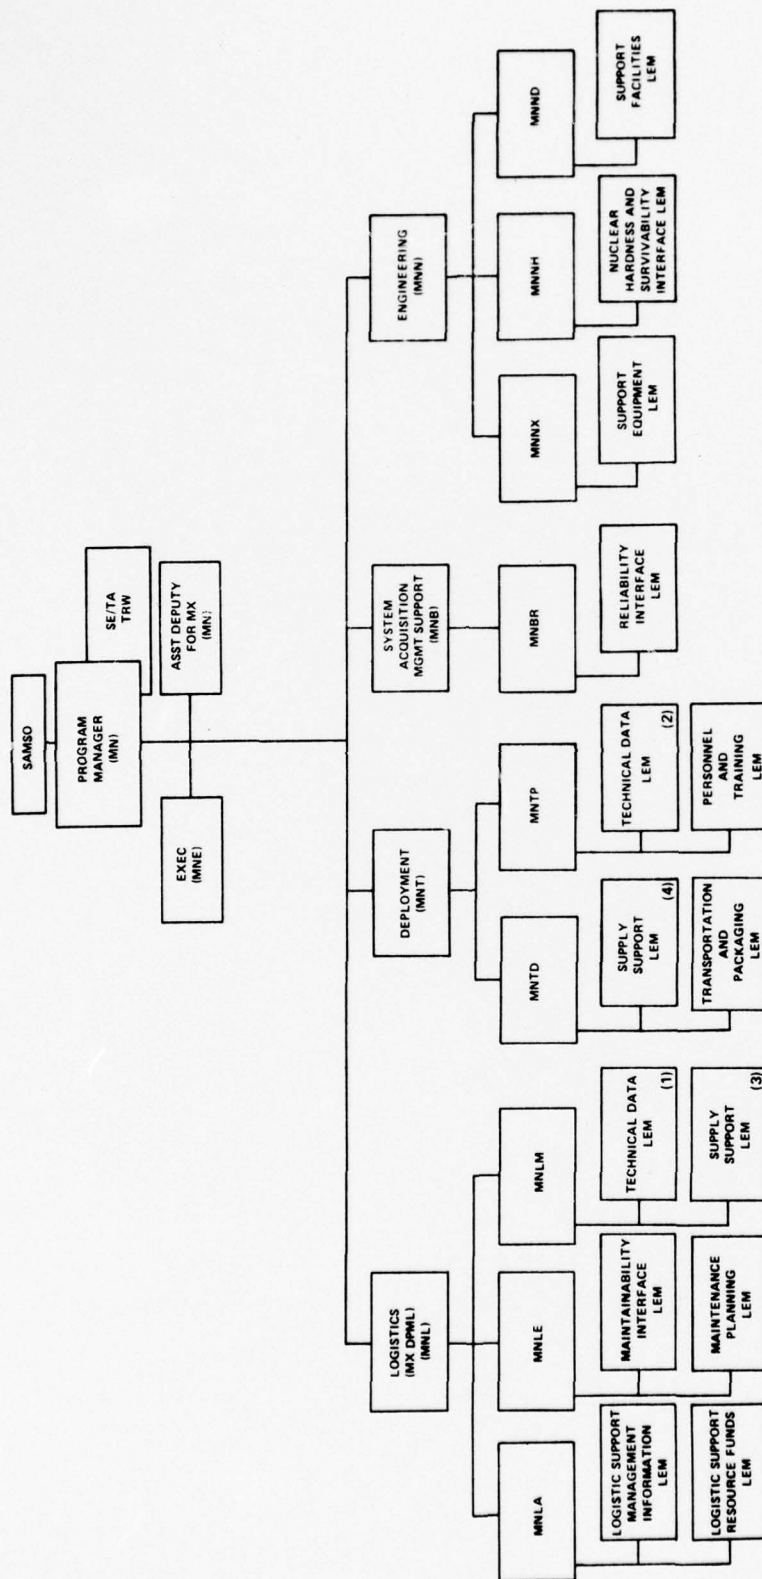 SAMSO
PROGRAM
MANAGER
(MN)
SE/TA
TRW
EXEC
(MNE)
ASST DEPUTY
FOR MX
(MN)
LOGISTICS
(MX DPML)
(MNL)
DEPLOYMENT
(MNT)
SYSTEM
ACQUISITION
MGMT SUPPORT
(MNB)
ENGINEERING
(MNN)
MNLA
MNLE
MNLM
MNTD
MNTP
MNBR
MNNX
MNNH
MNND
LOGISTIC SUPPORT
MANAGEMENT
INFORMATION
LEM
MAINTAINABILITY
INTERFACE
LEM
TECHNICAL DATA
LEM
(1)
SUPPLY
SUPPORT
LEM
(4)
TECHNICAL DATA
LEM
(2)
RELIABILITY
INTERFACE
LEM
SUPPORT
EQUIPMENT
LEM
NUCLEAR
HARDNESS AND
SURVIVABILITY
INTERFACE LEM
SUPPORT
FACILITIES
LEM
LOGISTIC SUPPORT
RESOURCE FUNDS
LEM
MAINTENANCE
PLANNING
LEM
SUPPLY
SUPPORT
LEM
(3)
TRANSPORTATION
AND
PACKAGING
LEM
PERSONNEL
AND
TRAINING
LEM